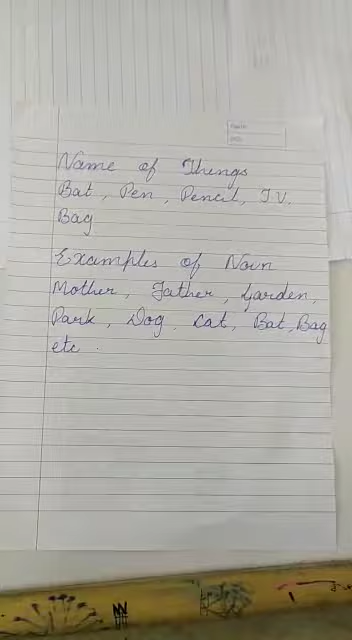 Name of Things
Bat, Pen, Pencil, T.V.
Bag
Examples of Noun
Mother, Father, Garden,
Park, Dog, Cat, Bat, Bag
etc.